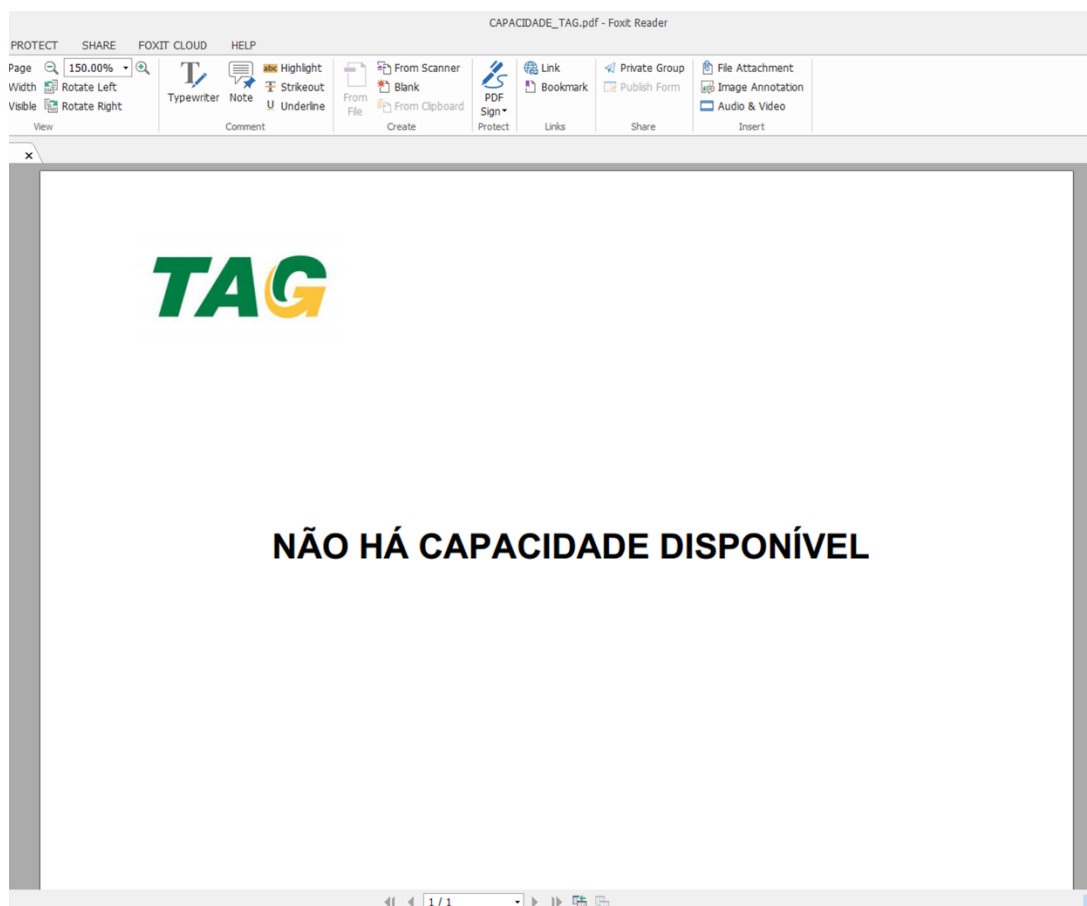 CAPACIDADE_TAG.pdf - Foxit Reader
PROTECT SHARE FOXIT CLOUD HELP
Page 150.00% Typewriter Note abc Highlight From File From Scanner PDF Sign Link Private Group File Attachment
Width Rotate Left Strikeout Blank Bookmark Publish Form Image Annotation
Visible Rotate Right U Underline From Clipboard Audio & Video
View Comment Create Protect Links Share Insert
x
TAG
NÃO HÁ CAPACIDADE DISPONÍVEL
1 / 1